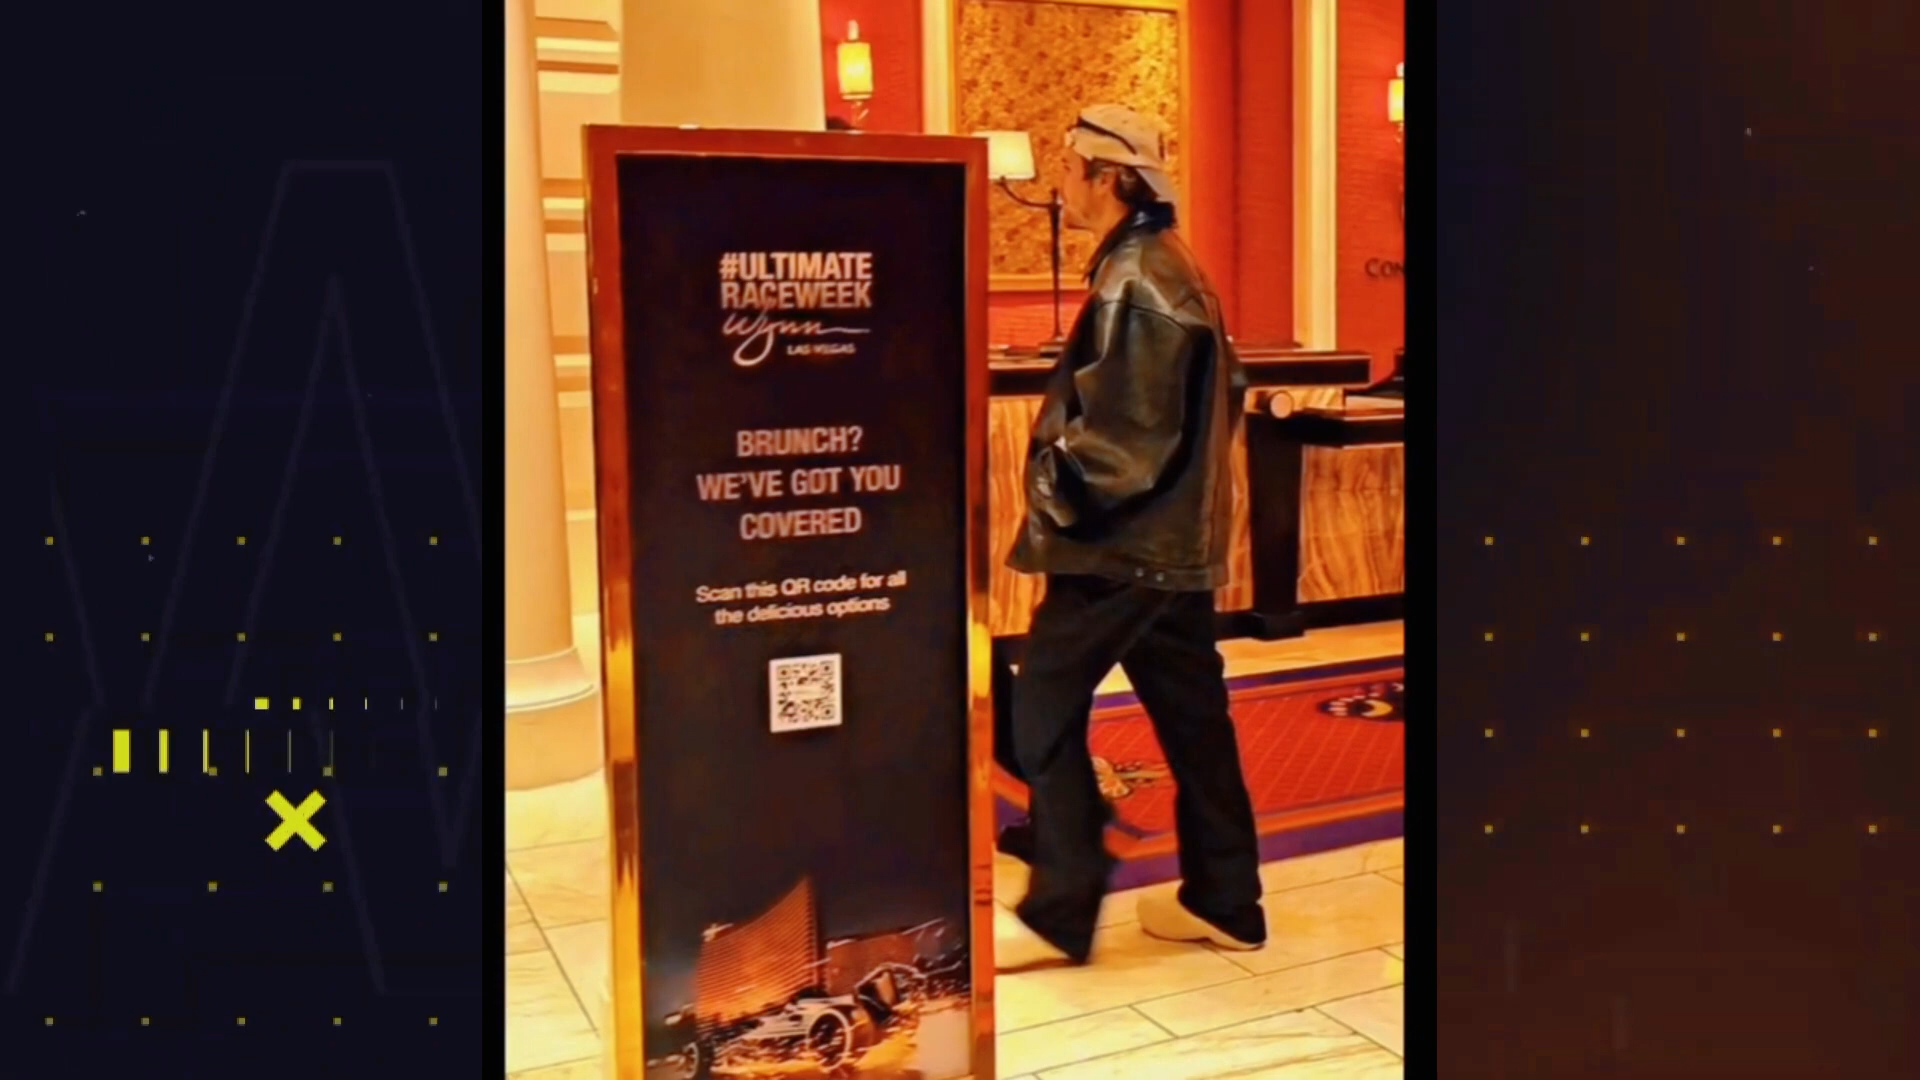 #ULTIMATE
RACEWEEK
Wynn
LAS VEGAS
BRUNCH?
WE'VE GOT YOU
COVERED
Scan this QR code for all
the delicious options